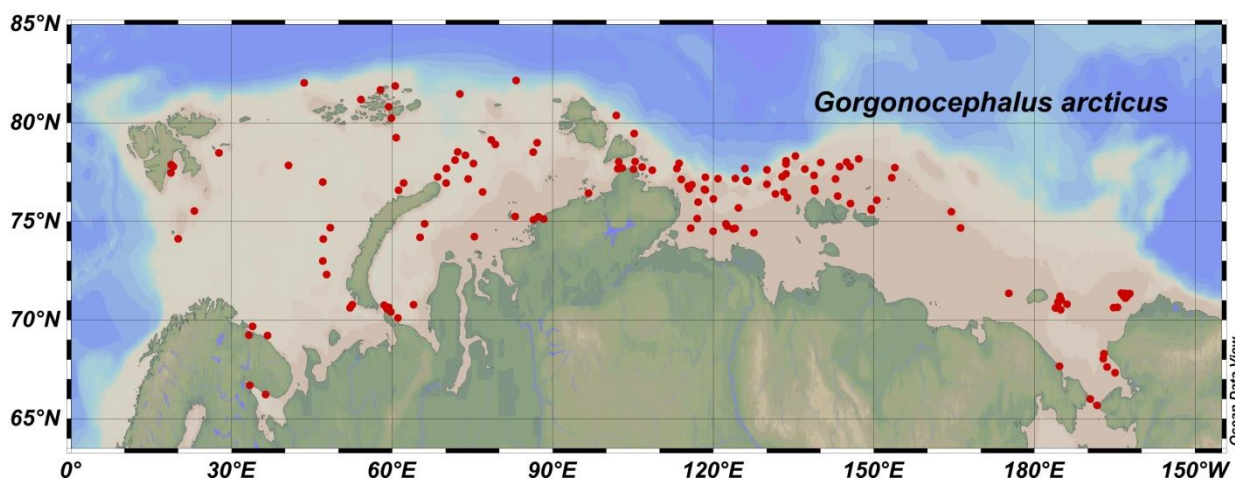 85°N
Gorgonocephalus arcticus
80°N
75°N
70°N
65°N
Ocean Data View
0° 30°E 60°E 90°E 120°E 150°E 180°E 150°W